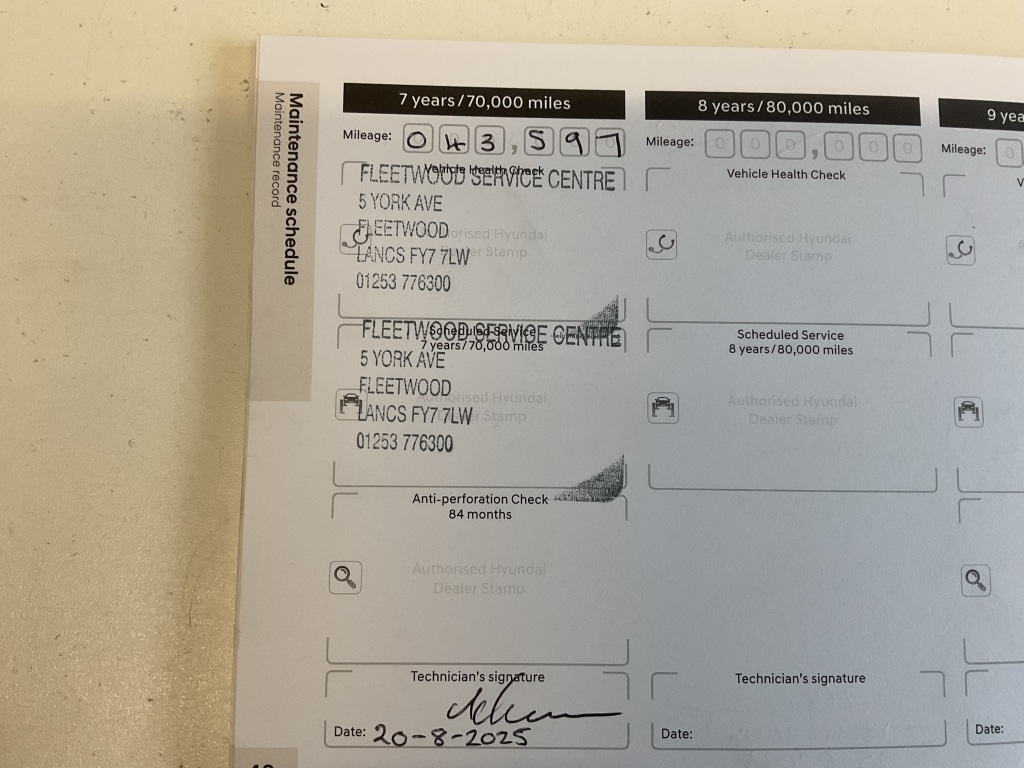 Maintenance schedule
Maintenance record
7 years/70,000 miles
Mileage: 043,597
Vehicle Health Check
FLEETWOOD SERVICE CENTRE
5 YORK AVE
FLEETWOOD
LANCS FY7 7LW
01253 776300
Authorised Hyundai
Dealer Stamp
Scheduled Service
7 years/70,000 miles
FLEETWOOD SERVICE CENTRE
5 YORK AVE
FLEETWOOD
LANCS FY7 7LW
01253 776300
Authorised Hyundai
Dealer Stamp
Anti-perforation Check
84 months
Authorised Hyundai
Dealer Stamp
Technician's signature
Date: 20-8-2025
8 years/80,000 miles
Mileage: 000,000
Vehicle Health Check
Authorised Hyundai
Dealer Stamp
Scheduled Service
8 years/80,000 miles
Authorised Hyundai
Dealer Stamp
Technician's signature
Date:
9 yea
Mileage: 0
V
Date: